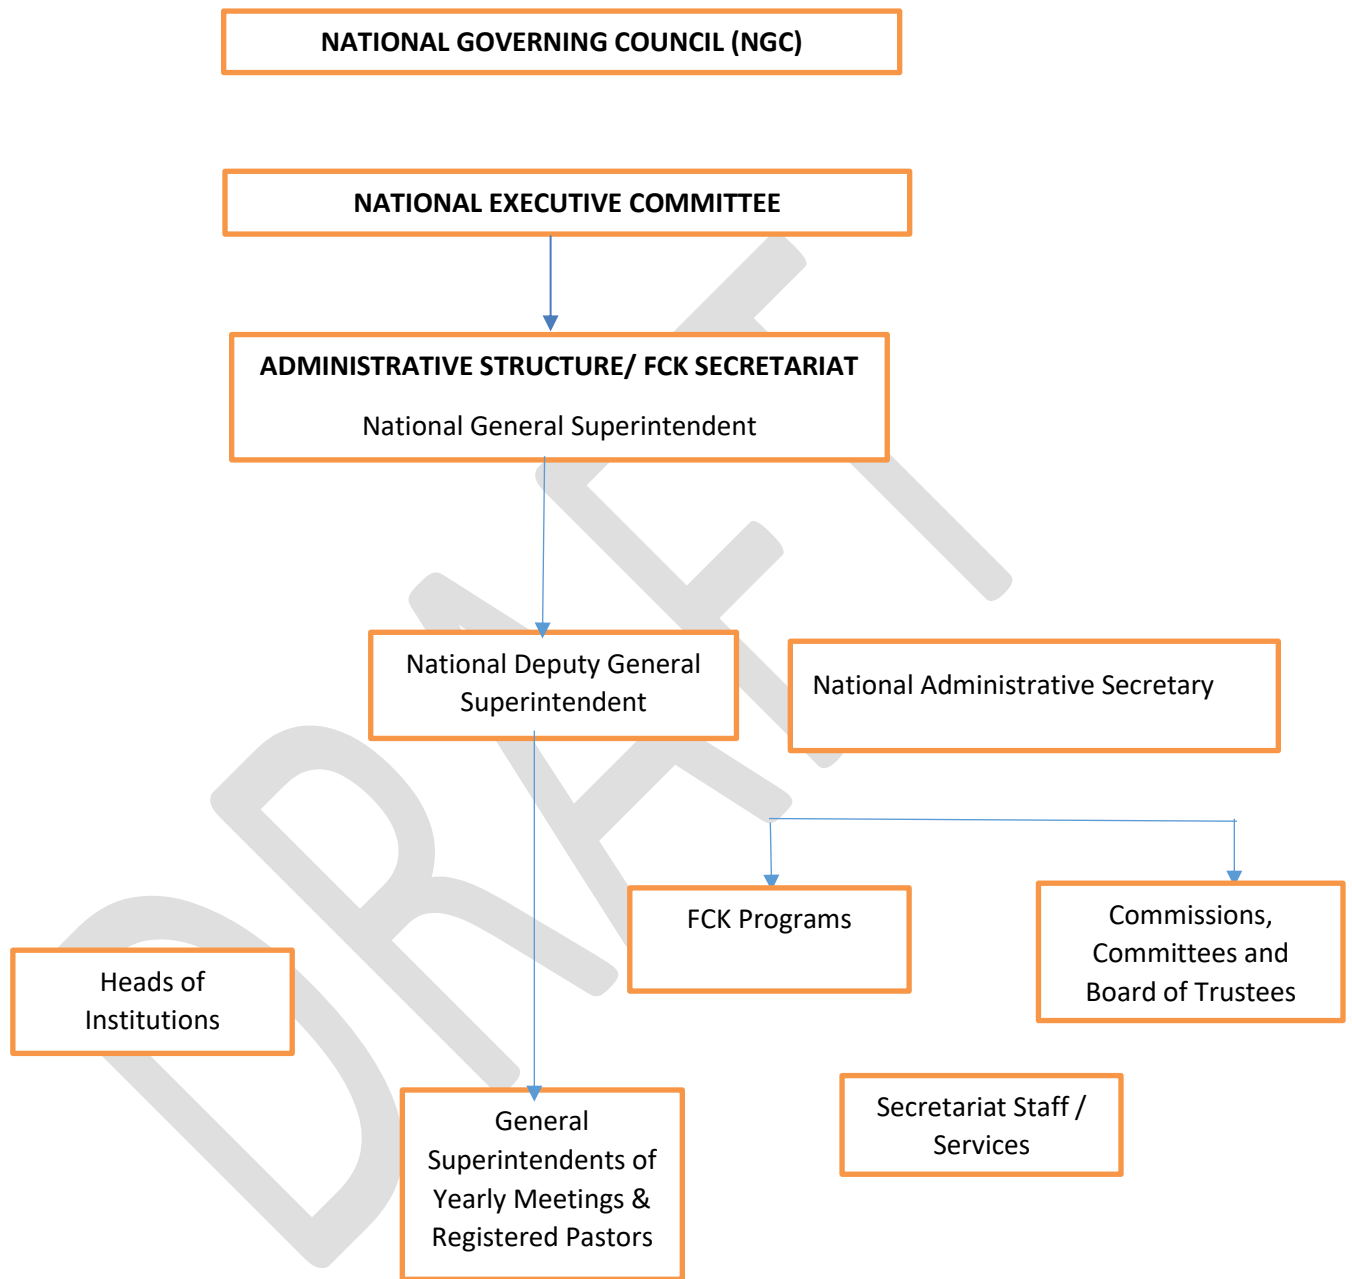 NATIONAL GOVERNING COUNCIL (NGC)
NATIONAL EXECUTIVE COMMITTEE
ADMINISTRATIVE STRUCTURE/ FCK SECRETARIAT
National General Superintendent
National Deputy General
Superintendent
National Administrative Secretary
FCK Programs
Commissions,
Committees and
Board of Trustees
Heads of
Institutions
Secretariat Staff /
Services
General
Superintendents of
Yearly Meetings &
Registered Pastors
DRAFT